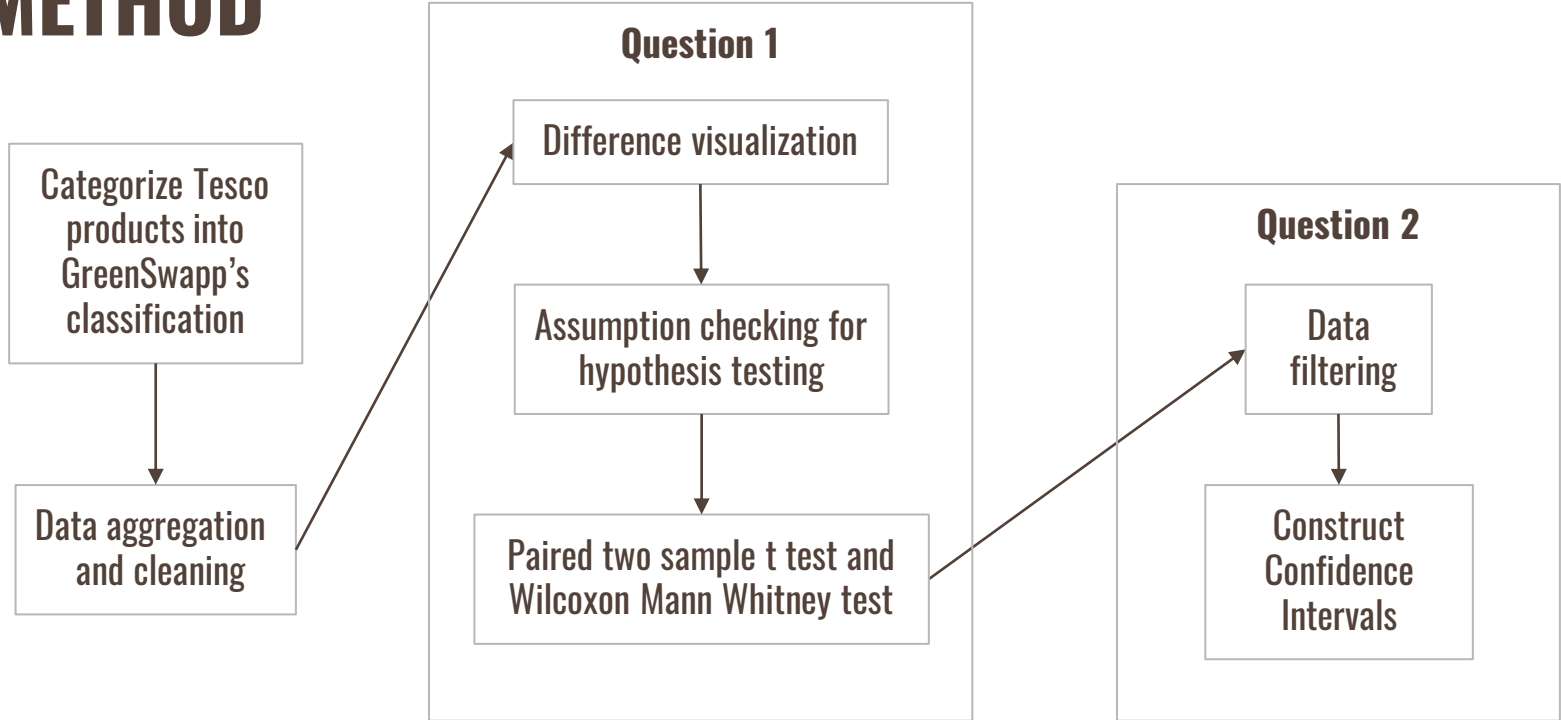 METHOD
Categorize Tesco
products into
GreenSwapp’s
classification
Data aggregation
and cleaning
Question 1
Difference visualization
Assumption checking for
hypothesis testing
Paired two sample t test and
Wilcoxon Mann Whitney test
Question 2
Data
filtering
Construct
Confidence
Intervals